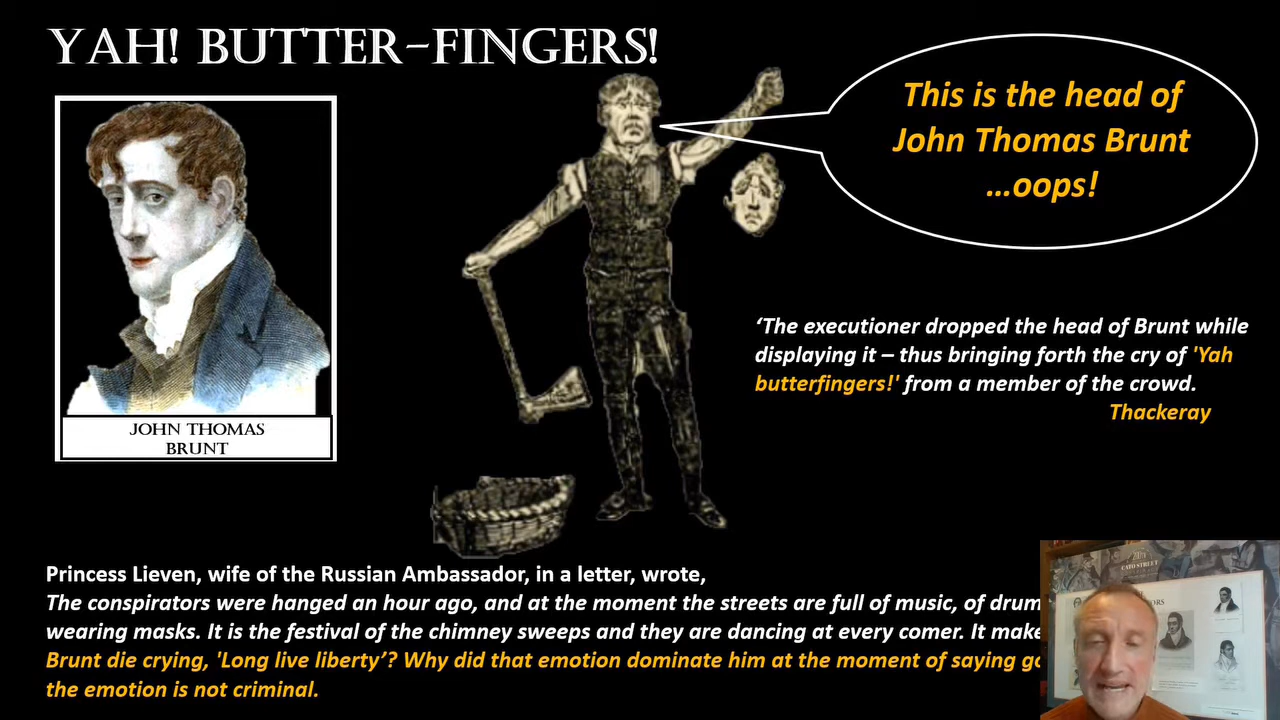 YAH! BUTTER-FINGERS!
This is the head of
John Thomas Brunt
...oops!
JOHN THOMAS
BRUNT
‘The executioner dropped the head of Brunt while
displaying it – thus bringing forth the cry of 'Yah
butterfingers!' from a member of the crowd.
Thackeray
Princess Lieven, wife of the Russian Ambassador, in a letter, wrote,
The conspirators were hanged an hour ago, and at the moment the streets are full of music, of drum
wearing masks. It is the festival of the chimney sweeps and they are dancing at every comer. It make
Brunt die crying, 'Long live liberty’? Why did that emotion dominate him at the moment of saying go
the emotion is not criminal.
CATO STREET